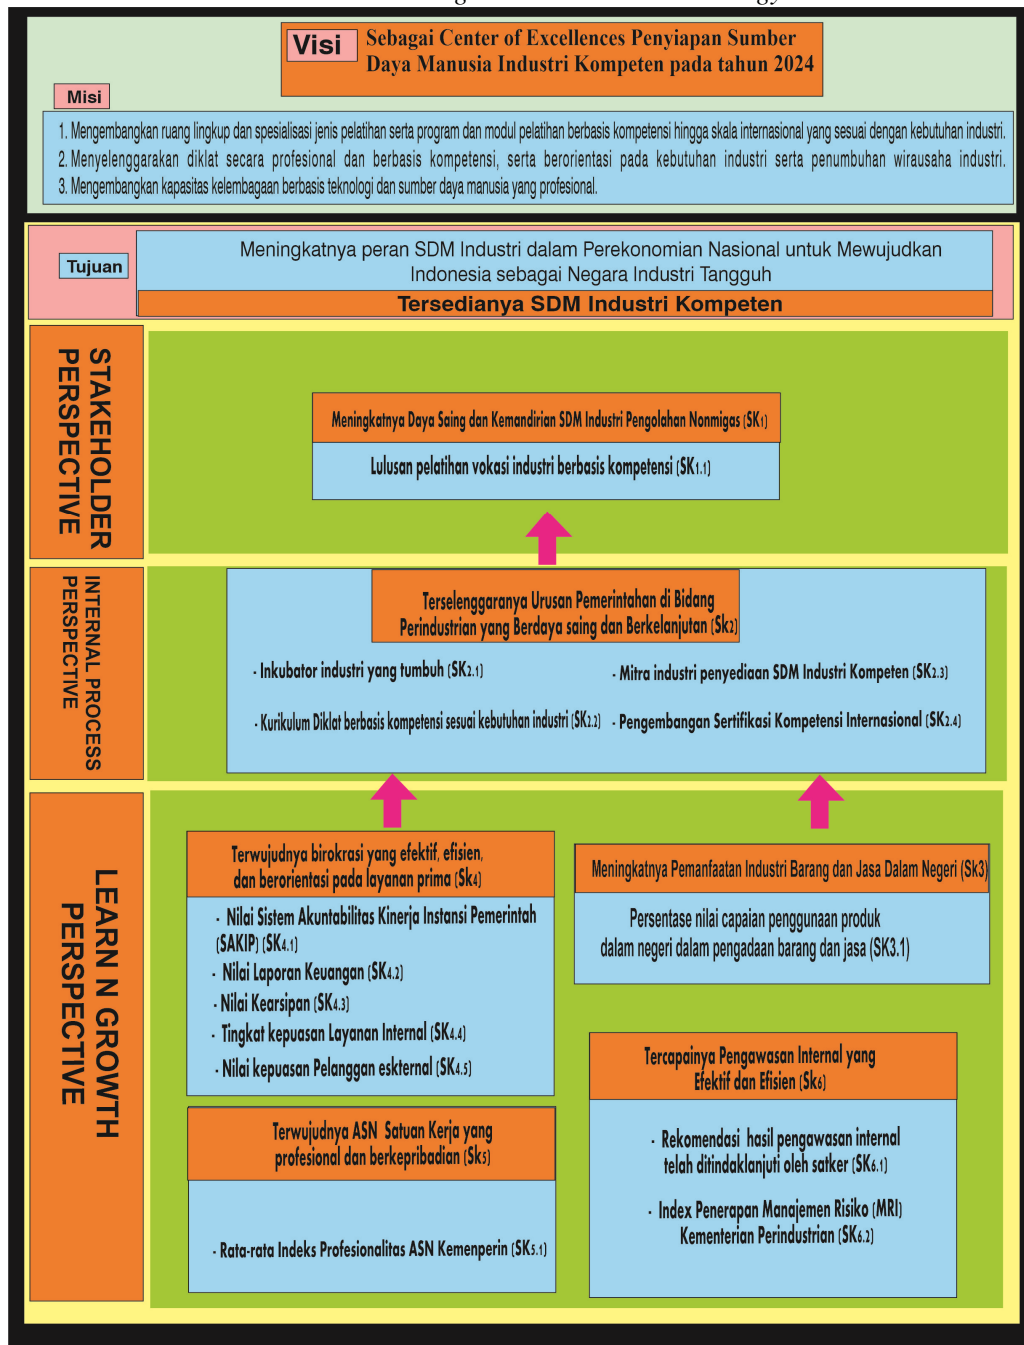 Visi
Sebagai Center of Excellences Penyiapan Sumber
Daya Manusia Industri Kompeten pada tahun 2024
Misi
1. Mengembangkan ruang lingkup dan spesialisasi jenis pelatihan serta program dan modul pelatihan berbasis kompetensi hingga skala internasional yang sesuai dengan kebutuhan industri.
2. Menyelenggarakan diklat secara profesional dan berbasis kompetensi, serta berorientasi pada kebutuhan industri serta penumbuhan wirausaha industri.
3. Mengembangkan kapasitas kelembagaan berbasis teknologi dan sumber daya manusia yang profesional.
Tujuan
Meningkatnya peran SDM Industri dalam Perekonomian Nasional untuk Mewujudkan
Indonesia sebagai Negara Industri Tangguh
Tersedianya SDM Industri Kompeten
STAKEHOLDER
PERSPECTIVE
Meningkatnya Daya Saing dan Kemandirian SDM Industri Pengolahan Nonmigas (SK1)
Lulusan pelatihan vokasi industri berbasis kompetensi (SK1.1)
INTERNAL PROCESS
PERSPECTIVE
Terselenggaranya Urusan Pemerintahan di Bidang
Perindustrian yang Berdaya saing dan Berkelanjutan (Sk2)
- Inkubator industri yang tumbuh (SK2.1)
- Kurikulum Diklat berbasis kompetensi sesuai kebutuhan industri (SK2.2)
- Mitra industri penyediaan SDM Industri Kompeten (SK2.3)
- Pengembangan Sertifikasi Kompetensi Internasional (SK2.4)
LEARN N GROWTH
PERSPECTIVE
Terwujudnya birokrasi yang efektif, efisien,
dan berorientasi pada layanan prima (Sk4)
- Nilai Sistem Akuntabilitas Kinerja Instansi Pemerintah
(SAKIP) (SK4.1)
- Nilai Laporan Keuangan (SK4.2)
- Nilai Kearsipan (SK4.3)
- Tingkat kepuasan Layanan Internal (SK4.4)
- Nilai kepuasan Pelanggan eskternal (SK4.5)
Terwujudnya ASN Satuan Kerja yang
profesional dan berkepribadian (Sk5)
- Rata-rata Indeks Profesionalitas ASN Kemenperin (SK5.1)
Meningkatnya Pemanfaatan Industri Barang dan Jasa Dalam Negeri (Sk3)
Persentase nilai capaian penggunaan produk
dalam negeri dalam pengadaan barang dan jasa (SK3.1)
Tercapainya Pengawasan Internal yang
Efektif dan Efisien (Sk6)
- Rekomendasi hasil pengawasan internal
telah ditindaklanjuti oleh satker (SK6.1)
- Index Penerapan Manajemen Risiko (MRI)
Kementerian Perindustrian (SK6.2)